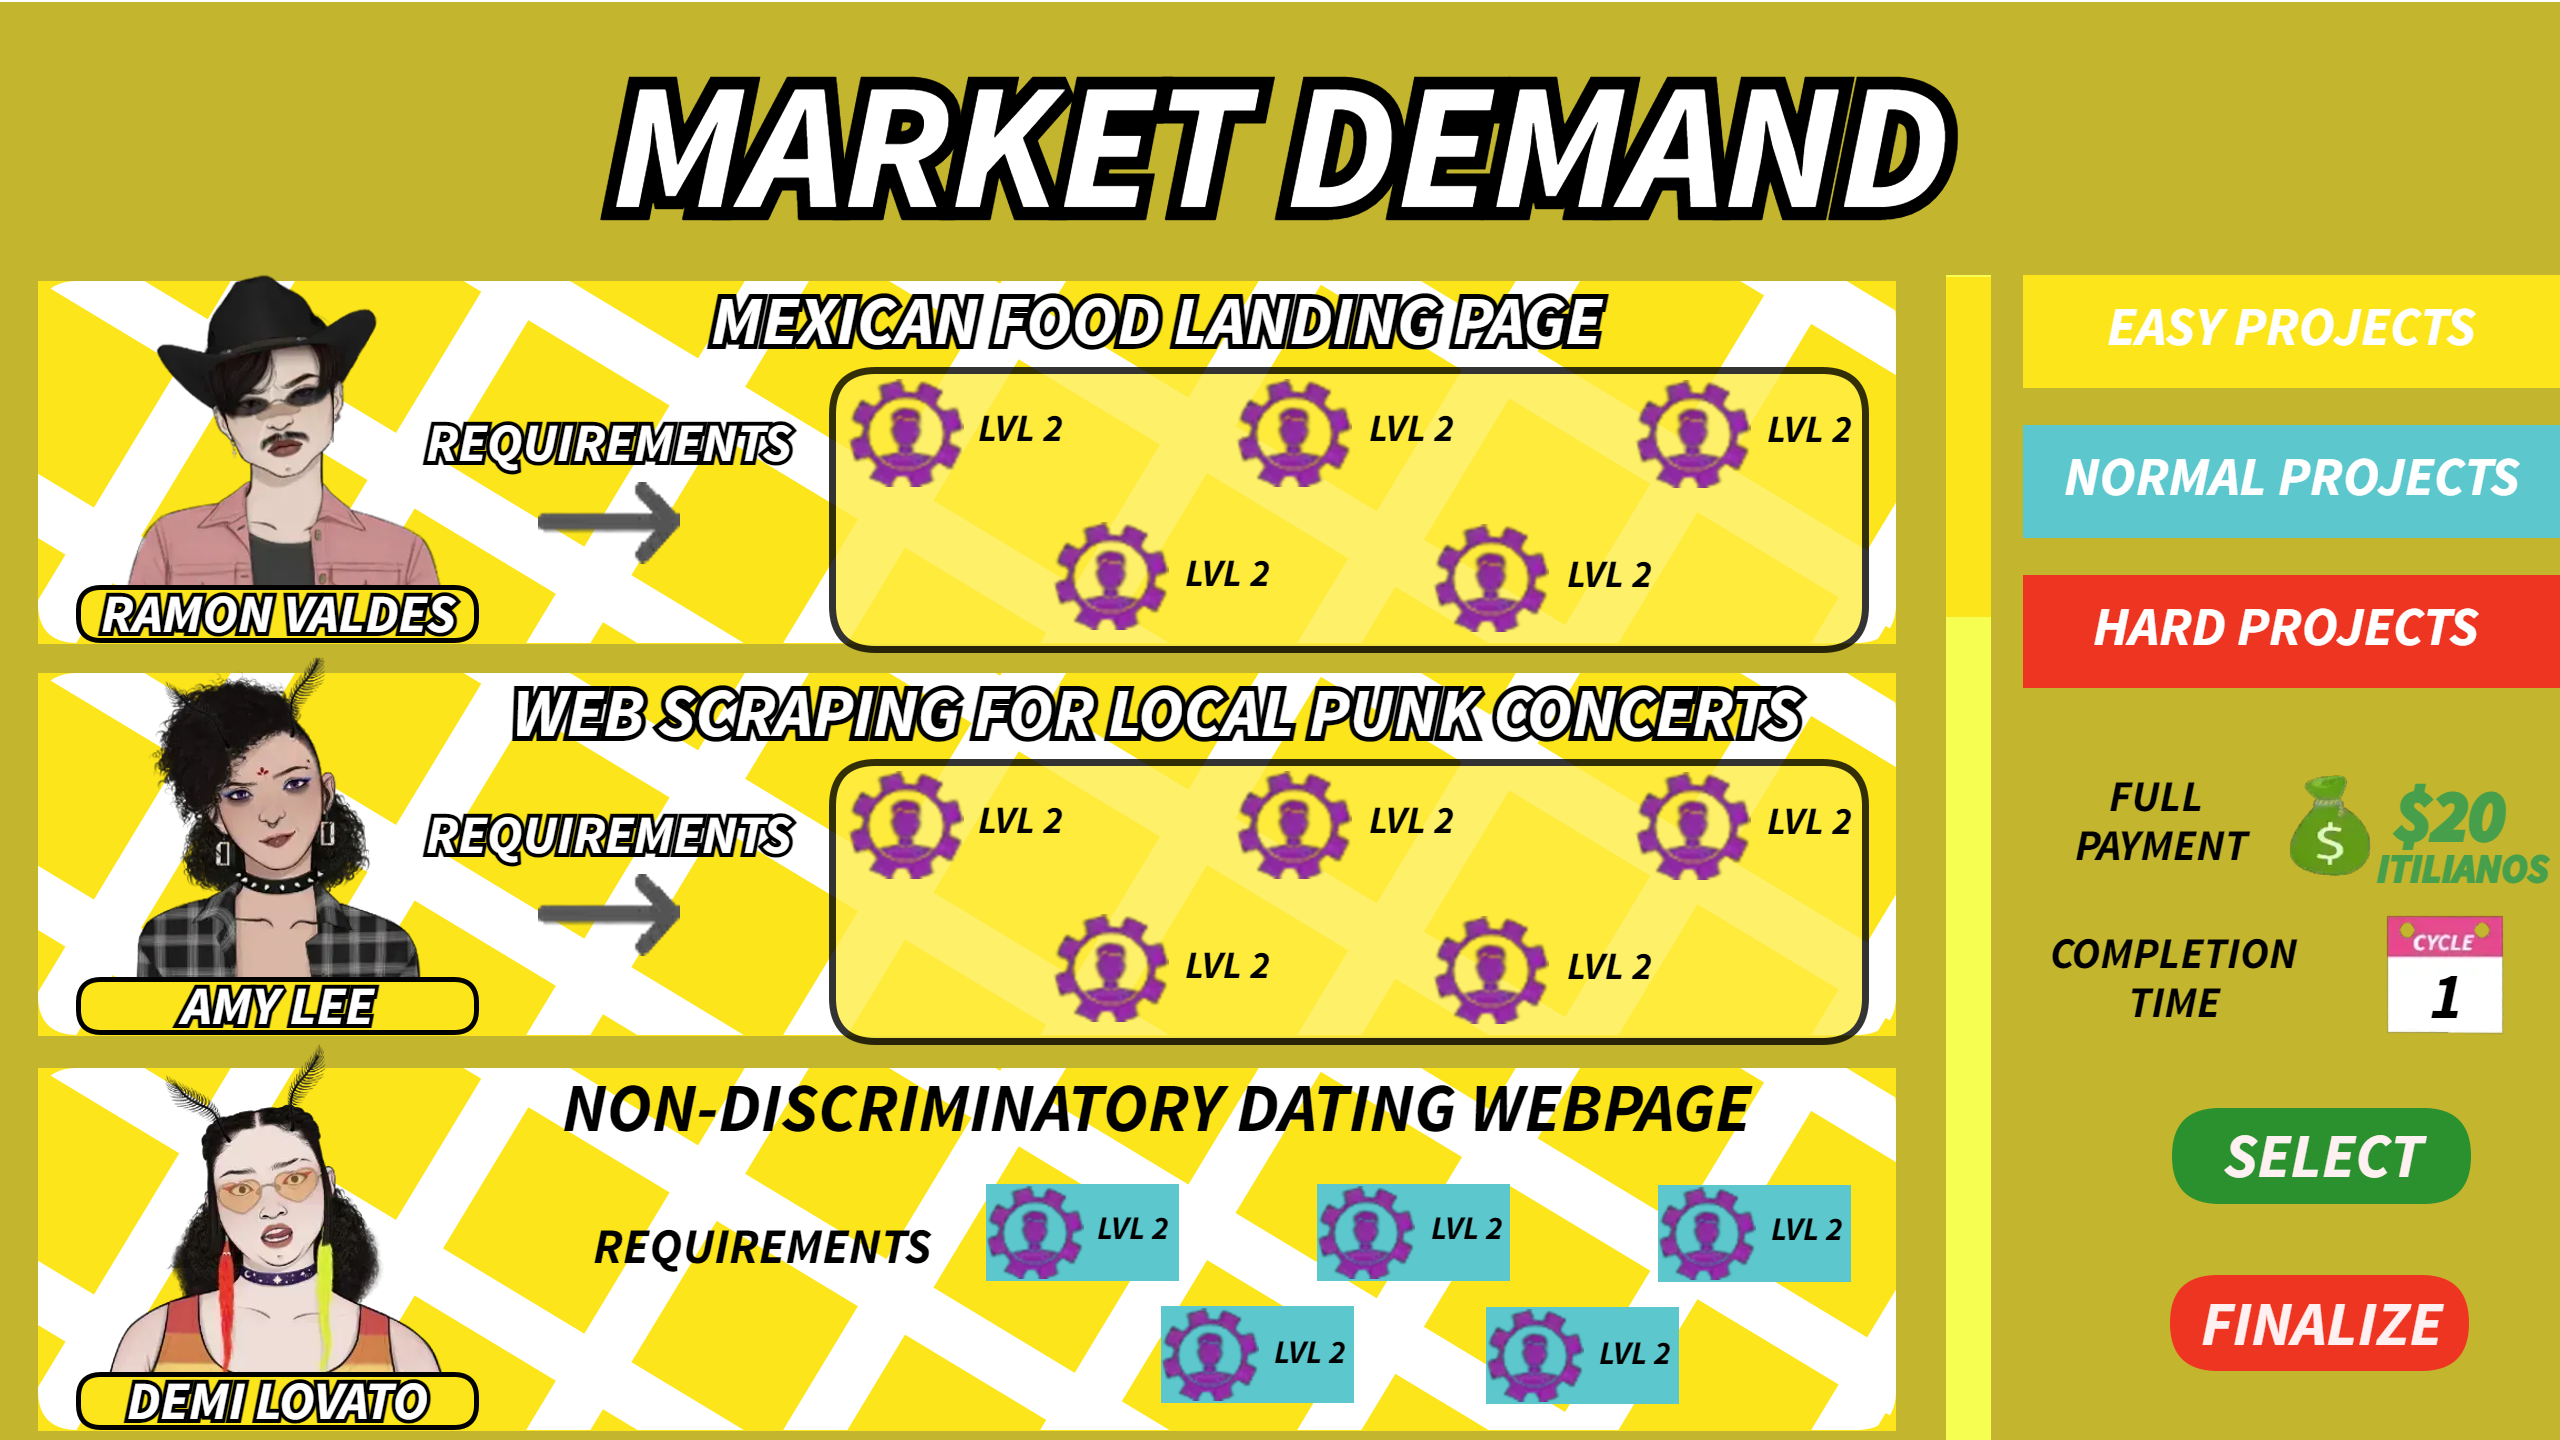 MARKET DEMAND
MEXICAN FOOD LANDING PAGE
REQUIREMENTS
LVL 2
LVL 2
LVL 2
LVL 2
LVL 2
RAMON VALDES
WEB SCRAPING FOR LOCAL PUNK CONCERTS
REQUIREMENTS
LVL 2
LVL 2
LVL 2
LVL 2
LVL 2
AMY LEE
NON-DISCRIMINATORY DATING WEBPAGE
REQUIREMENTS
LVL 2
LVL 2
LVL 2
LVL 2
LVL 2
DEMI LOVATO
EASY PROJECTS
NORMAL PROJECTS
HARD PROJECTS
FULL
PAYMENT
$
$20
ITILIANOS
COMPLETION
TIME
CYCLE
1
SELECT
FINALIZE